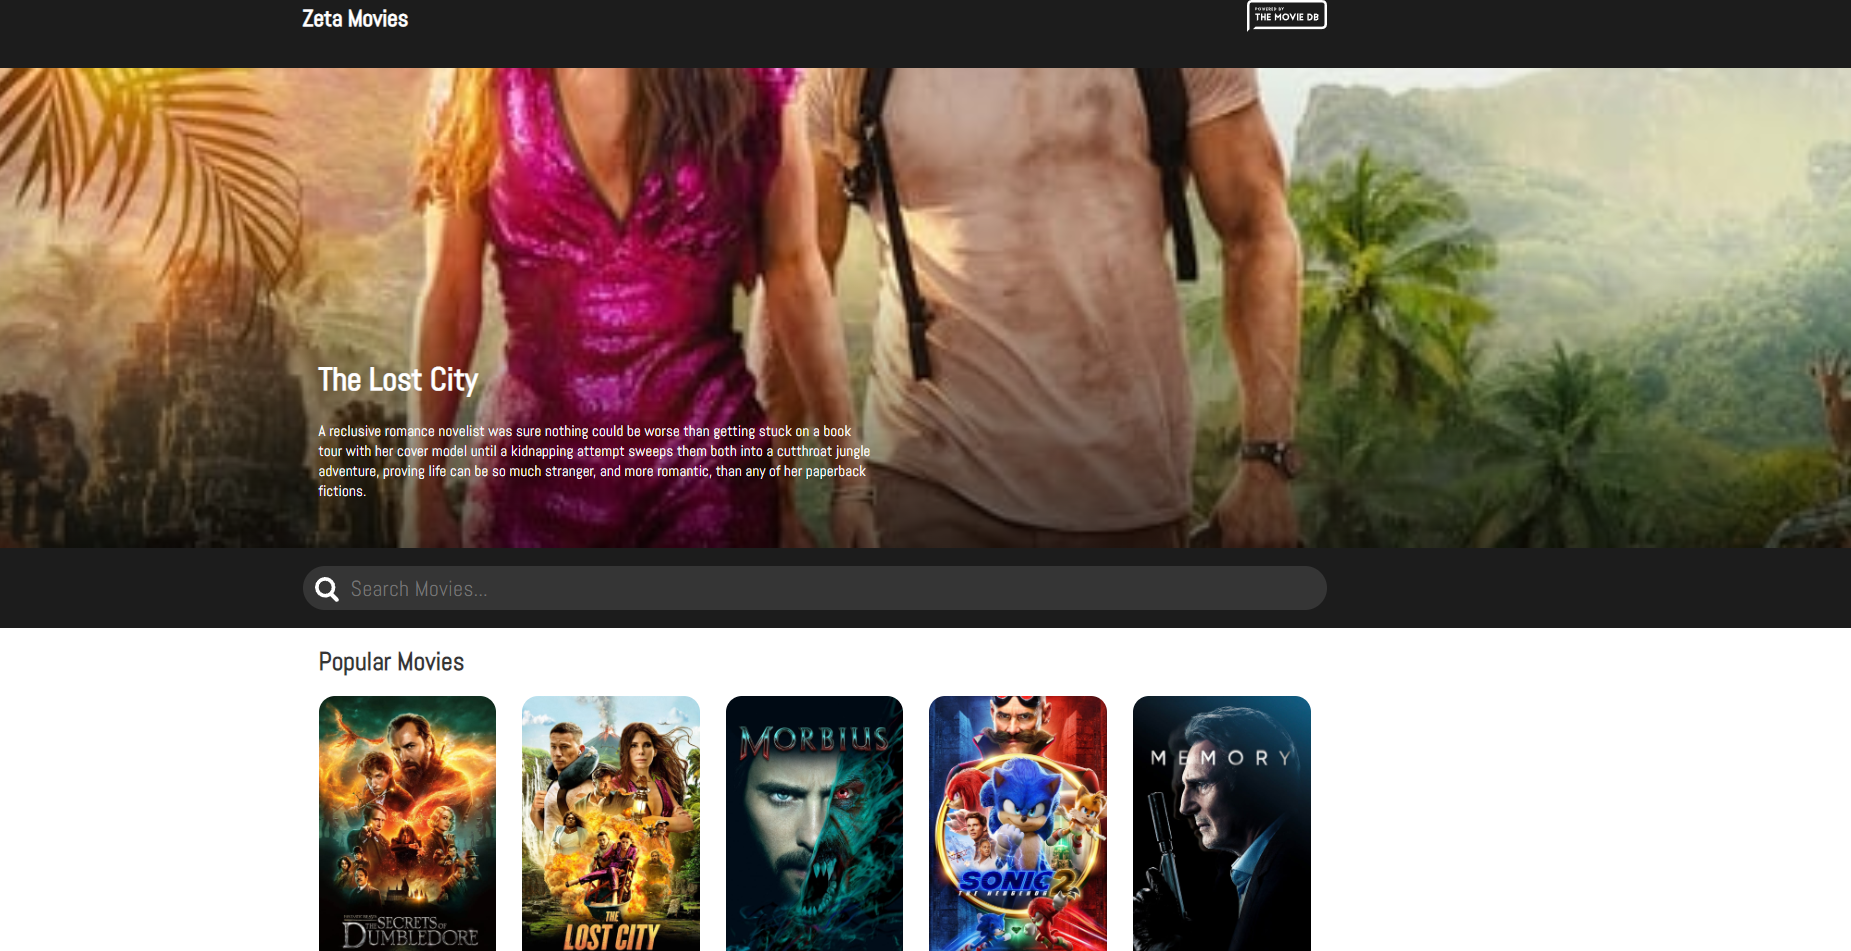 Zeta Movies
POWERED BY
THE MOVIE DB
The Lost City
A reclusive romance novelist was sure nothing could be worse than getting stuck on a book
tour with her cover model until a kidnapping attempt sweeps them both into a cutthroat jungle
adventure, proving life can be so much stranger, and more romantic, than any of her paperback
fictions.
Search Movies...
Popular Movies
MORBIUS
MEMORY
SONIC 2
THE HEDGEHOG
THE
SECRETS OF
DUMBLEDORE
THE
LOST CITY